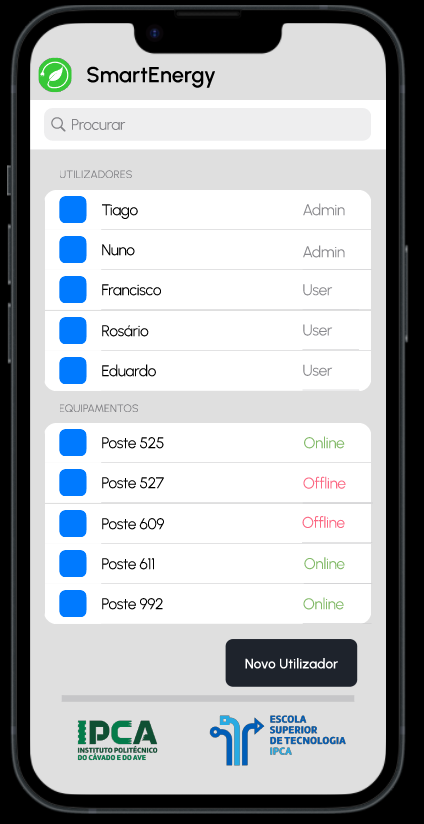 SmartEnergy
Procurar
UTILIZADORES
Tiago Admin
Nuno Admin
Francisco User
Rosário User
Eduardo User
EQUIPAMENTOS
Poste 525 Online
Poste 527 Offline
Poste 609 Offline
Poste 611 Online
Poste 992 Online
Novo Utilizador
IPCA
INSTITUTO POLITÉCNICO
DO CÁVADO E DO AVE
ESCOLA
SUPERIOR
DE TECNOLOGIA
IPCA